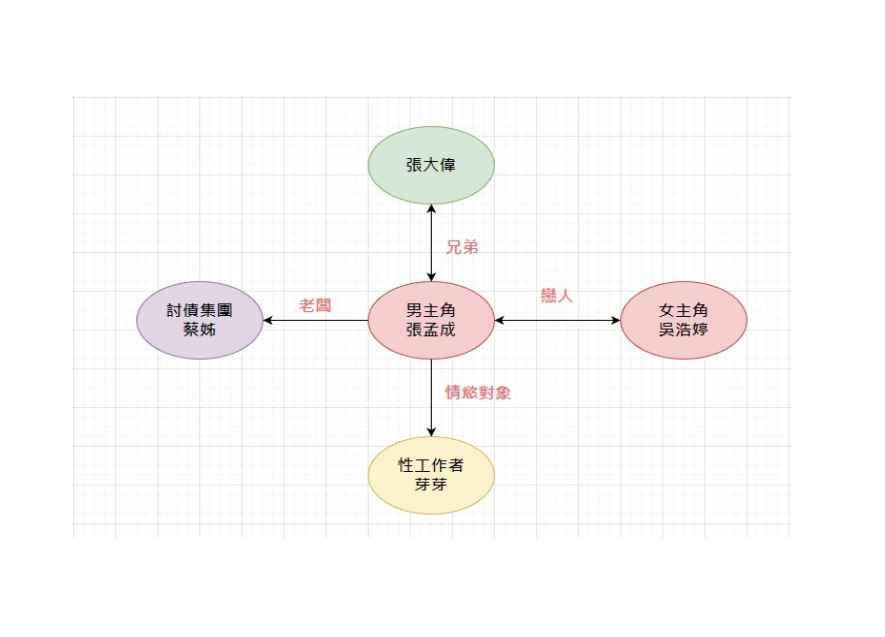 張大偉
兄弟
討債集團
蔡姊
老闆
男主角
張孟成
戀人
女主角
吳浩婷
情慾對象
性工作者
芽芽